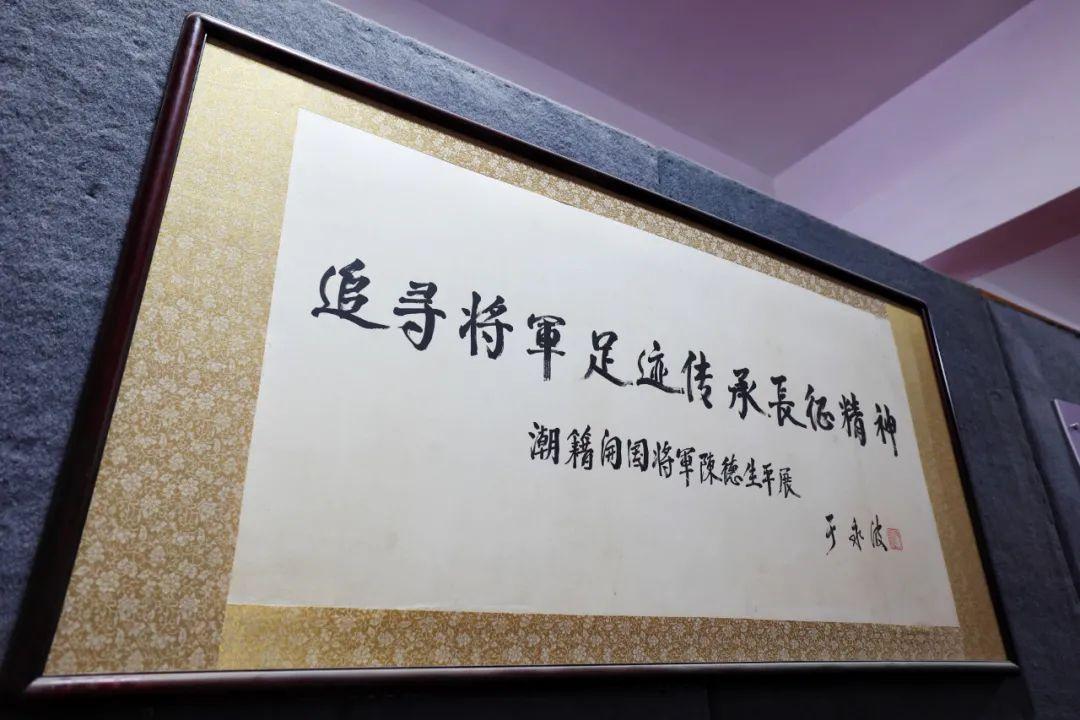 追寻将軍足迹传承長征精神
潮籍开国将軍陳德生平展
于永波